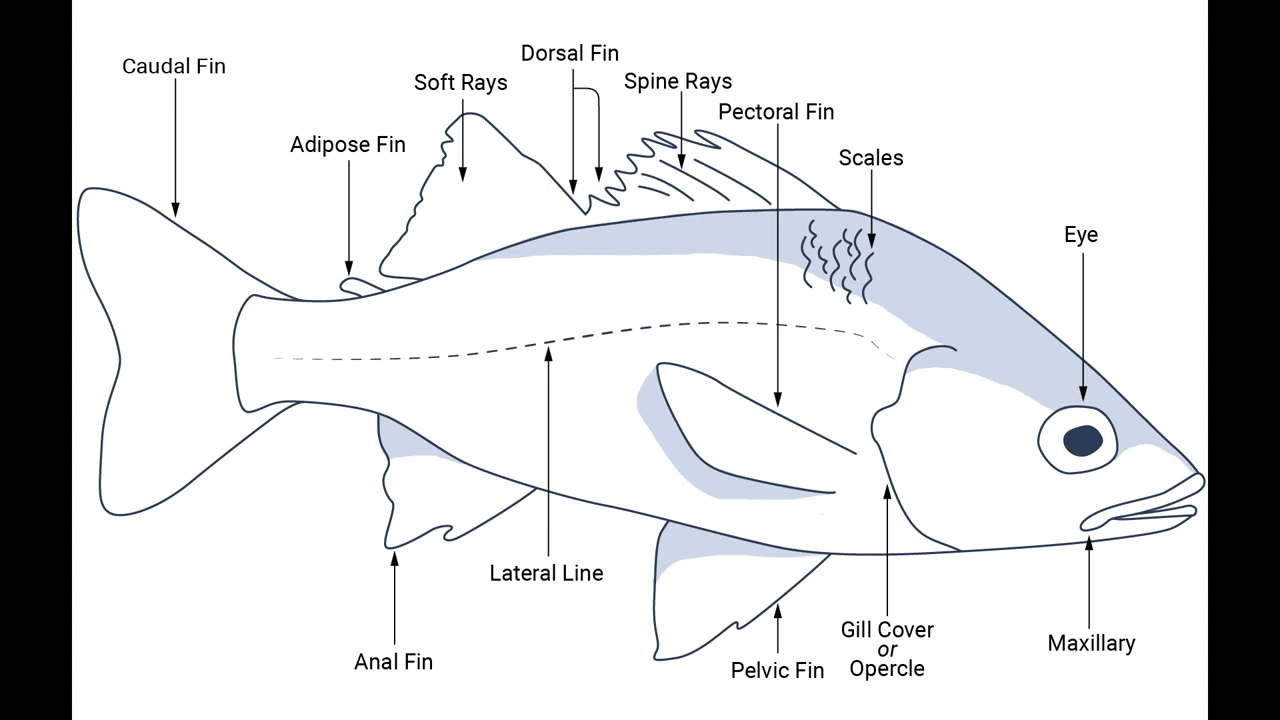 Dorsal Fin
Caudal Fin
Soft Rays
Spine Rays
Pectoral Fin
Adipose Fin
Scales
Eye
Lateral Line
Gill Cover
or
Opercle
Maxillary
Anal Fin
Pelvic Fin